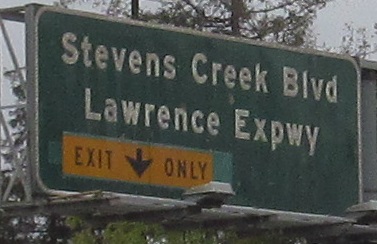 Stevens Creek Blvd
Lawrence Expwy
EXIT ONLY